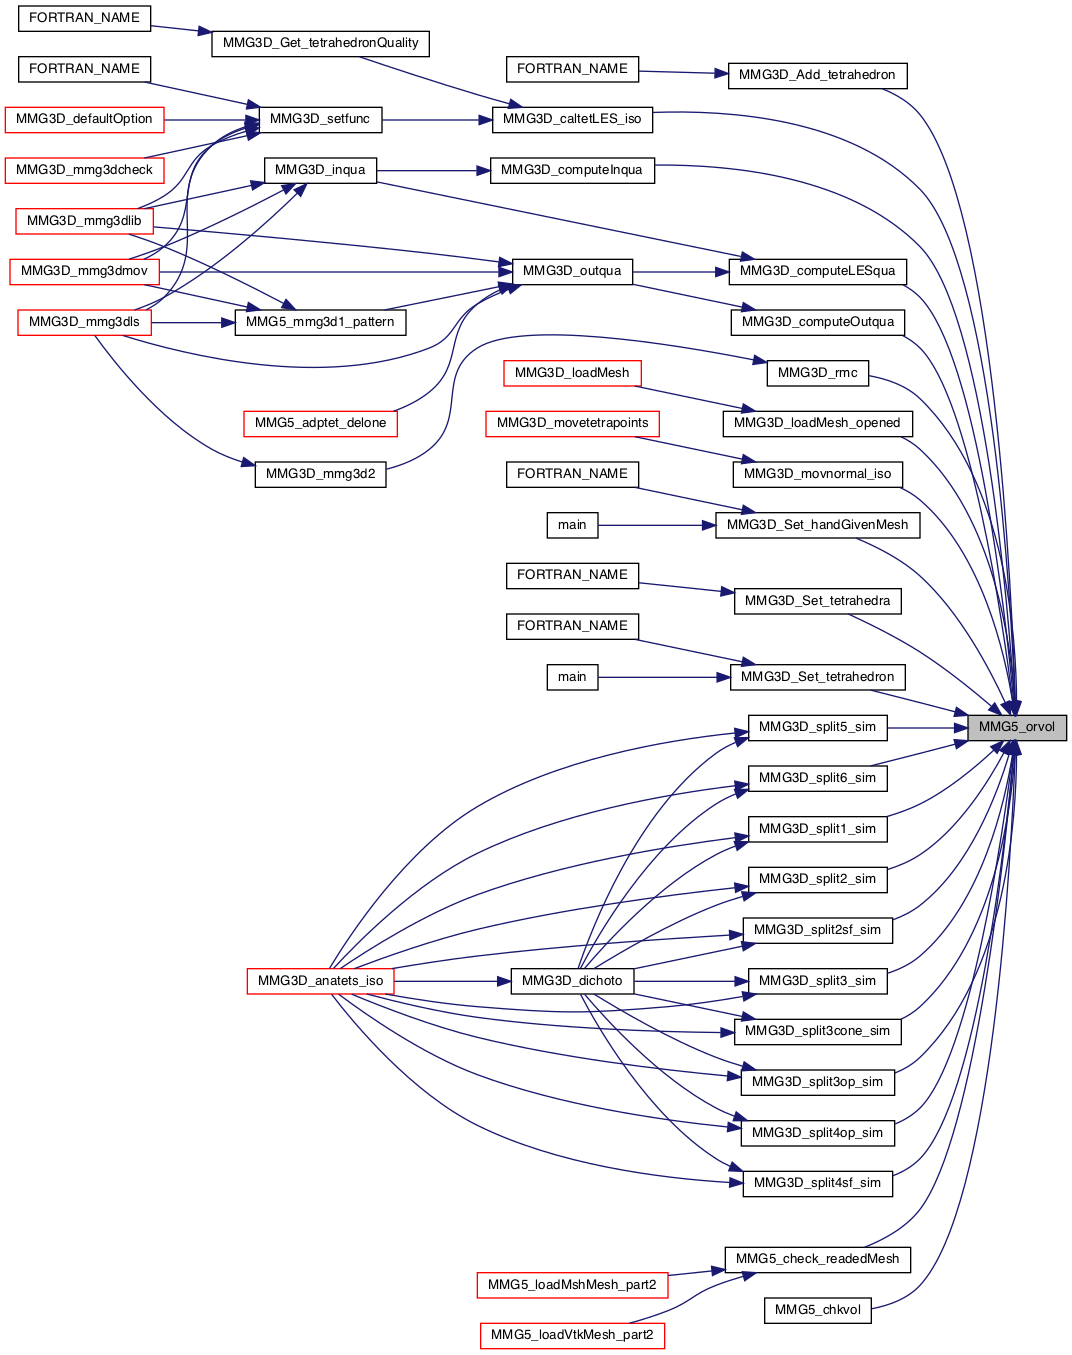 FORTRAN_NAME
MMG3D_Get_tetrahedronQuality
FORTRAN_NAME
FORTRAN_NAME
MMG3D_Add_tetrahedron
MMG3D_defaultOption
MMG3D_setfunc
MMG3D_caltetLES_iso
MMG3D_mmg3dcheck
MMG3D_inqua
MMG3D_computeInqua
MMG3D_mmg3dlib
MMG3D_mmg3dmov
MMG3D_outqua
MMG3D_computeLESqua
MMG3D_mmg3dls
MMG5_mmg3d1_pattern
MMG3D_computeOutqua
MMG3D_loadMesh
MMG3D_rmc
MMG5_adptet_delone
MMG3D_movetetrapoints
MMG3D_loadMesh_opened
MMG3D_mmg3d2
FORTRAN_NAME
MMG3D_movnormal_iso
main
MMG3D_Set_handGivenMesh
FORTRAN_NAME
MMG3D_Set_tetrahedra
FORTRAN_NAME
main
MMG3D_Set_tetrahedron
MMG3D_split5_sim
MMG5_orvol
MMG3D_split6_sim
MMG3D_split1_sim
MMG3D_split2_sim
MMG3D_split2sf_sim
MMG3D_anatets_iso
MMG3D_dichoto
MMG3D_split3_sim
MMG3D_split3cone_sim
MMG3D_split3op_sim
MMG3D_split4op_sim
MMG3D_split4sf_sim
MMG5_check_readedMesh
MMG5_loadMshMesh_part2
MMG5_chkvol
MMG5_loadVtkMesh_part2